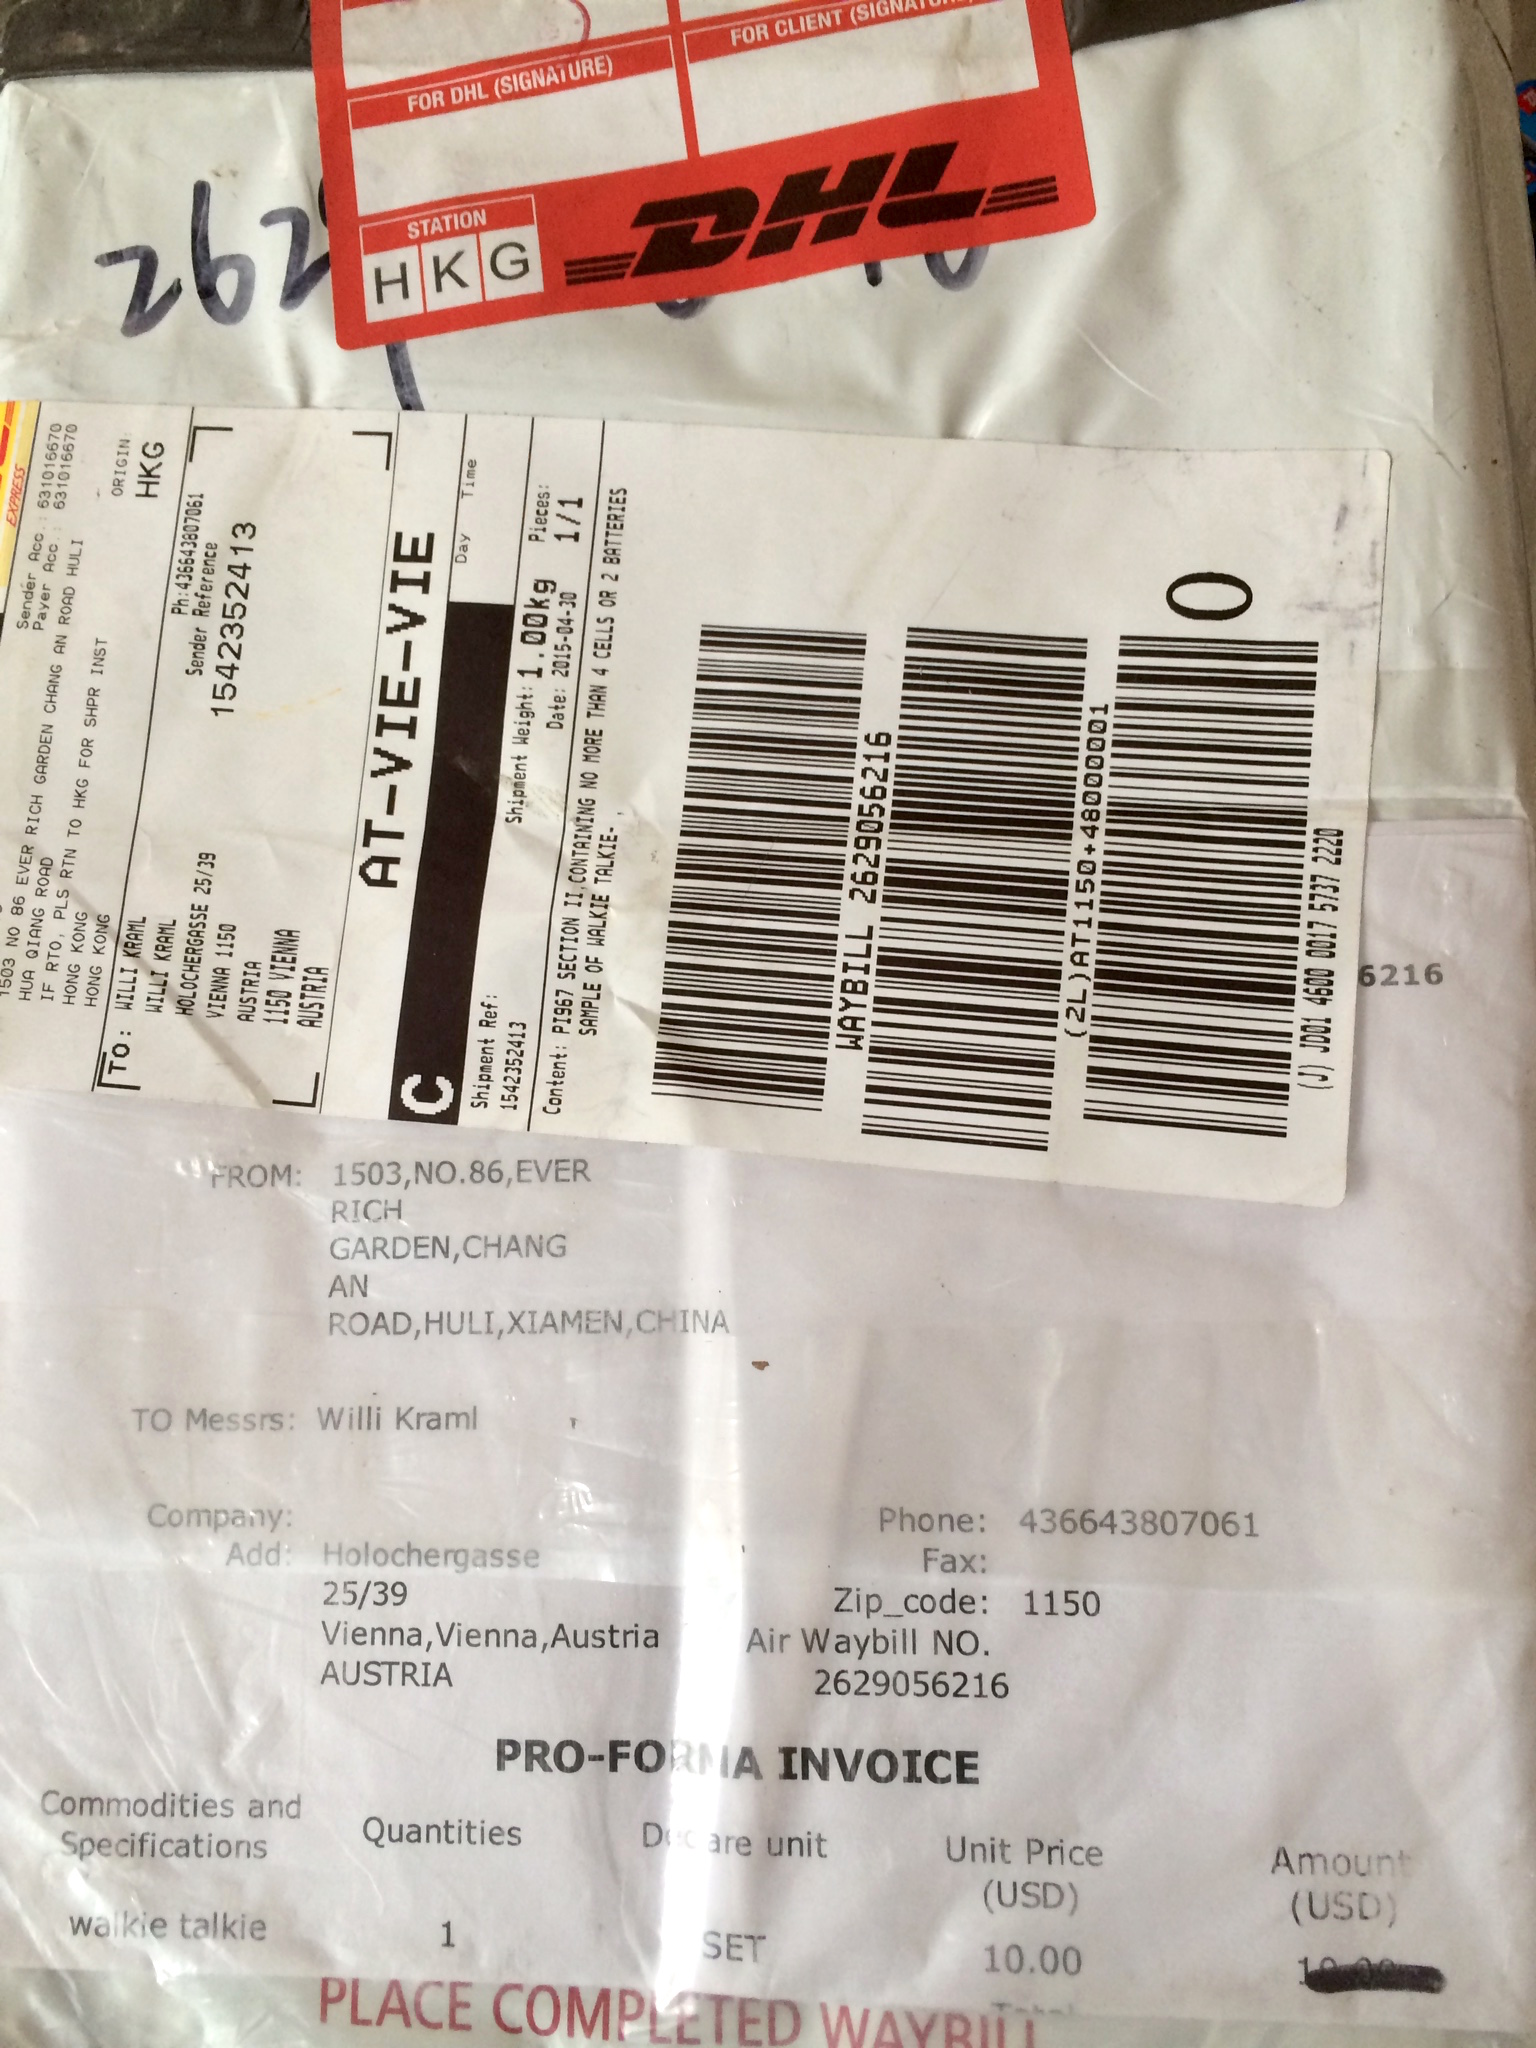 FOR DHL (SIGNATURE)
FOR CLIENT (SIGNATURE)
STATION
HKG
DHL
292
EXPRESS
Sender Acc.: 631016670
Payer Acc.: 631016670
1503 NO 86 EVER RICH GARDEN CHANG AN ROAD HULI
HUA QIANG ROAD
IF RTO, PLS RTN TO HKG FOR SHPR INST
HONG KONG
HONG KONG
ORIGIN:
HKG
TO: WILLI KRAML
WILLI KRAML
HOLOCHERGASSE 25/39
VIENNA 1150
AUSTRIA
1150 VIENNA
AUSTRIA
Ph:436643807061
Sender Reference
1542352413
AT-VIE-VIE
C
Day Time
Shipment Ref:
1542352413
Shipment Weight: 1.00kg
Date: 2015-04-30
Pieces:
1/1
Content: PI967 SECTION II,CONTAINING NO MORE THAN 4 CELLS OR 2 BATTERIES
SAMPLE OF WALKIE TALKIE- ,
WAYBILL 2629056216
(2L)AT1150+48000001
(J) JD01 4600 0017 5737 2220
0
6216
FROM: 1503,NO.86,EVER
RICH
GARDEN,CHANG
AN
ROAD,HULI,XIAMEN,CHINA
TO Messrs: Willi Kraml
Company:
Phone: 436643807061
Add: Holochergasse
Fax:
25/39
Zip_code: 1150
Vienna,Vienna,Austria
Air Waybill NO.
AUSTRIA
2629056216
PRO-FORMA INVOICE
Commodities and
Specifications
Quantities
Declare unit
Unit Price
(USD)
Amount
(USD)
walkie talkie 1 SET 10.00 10.00
Total
PLACE COMPLETED WAYBILL